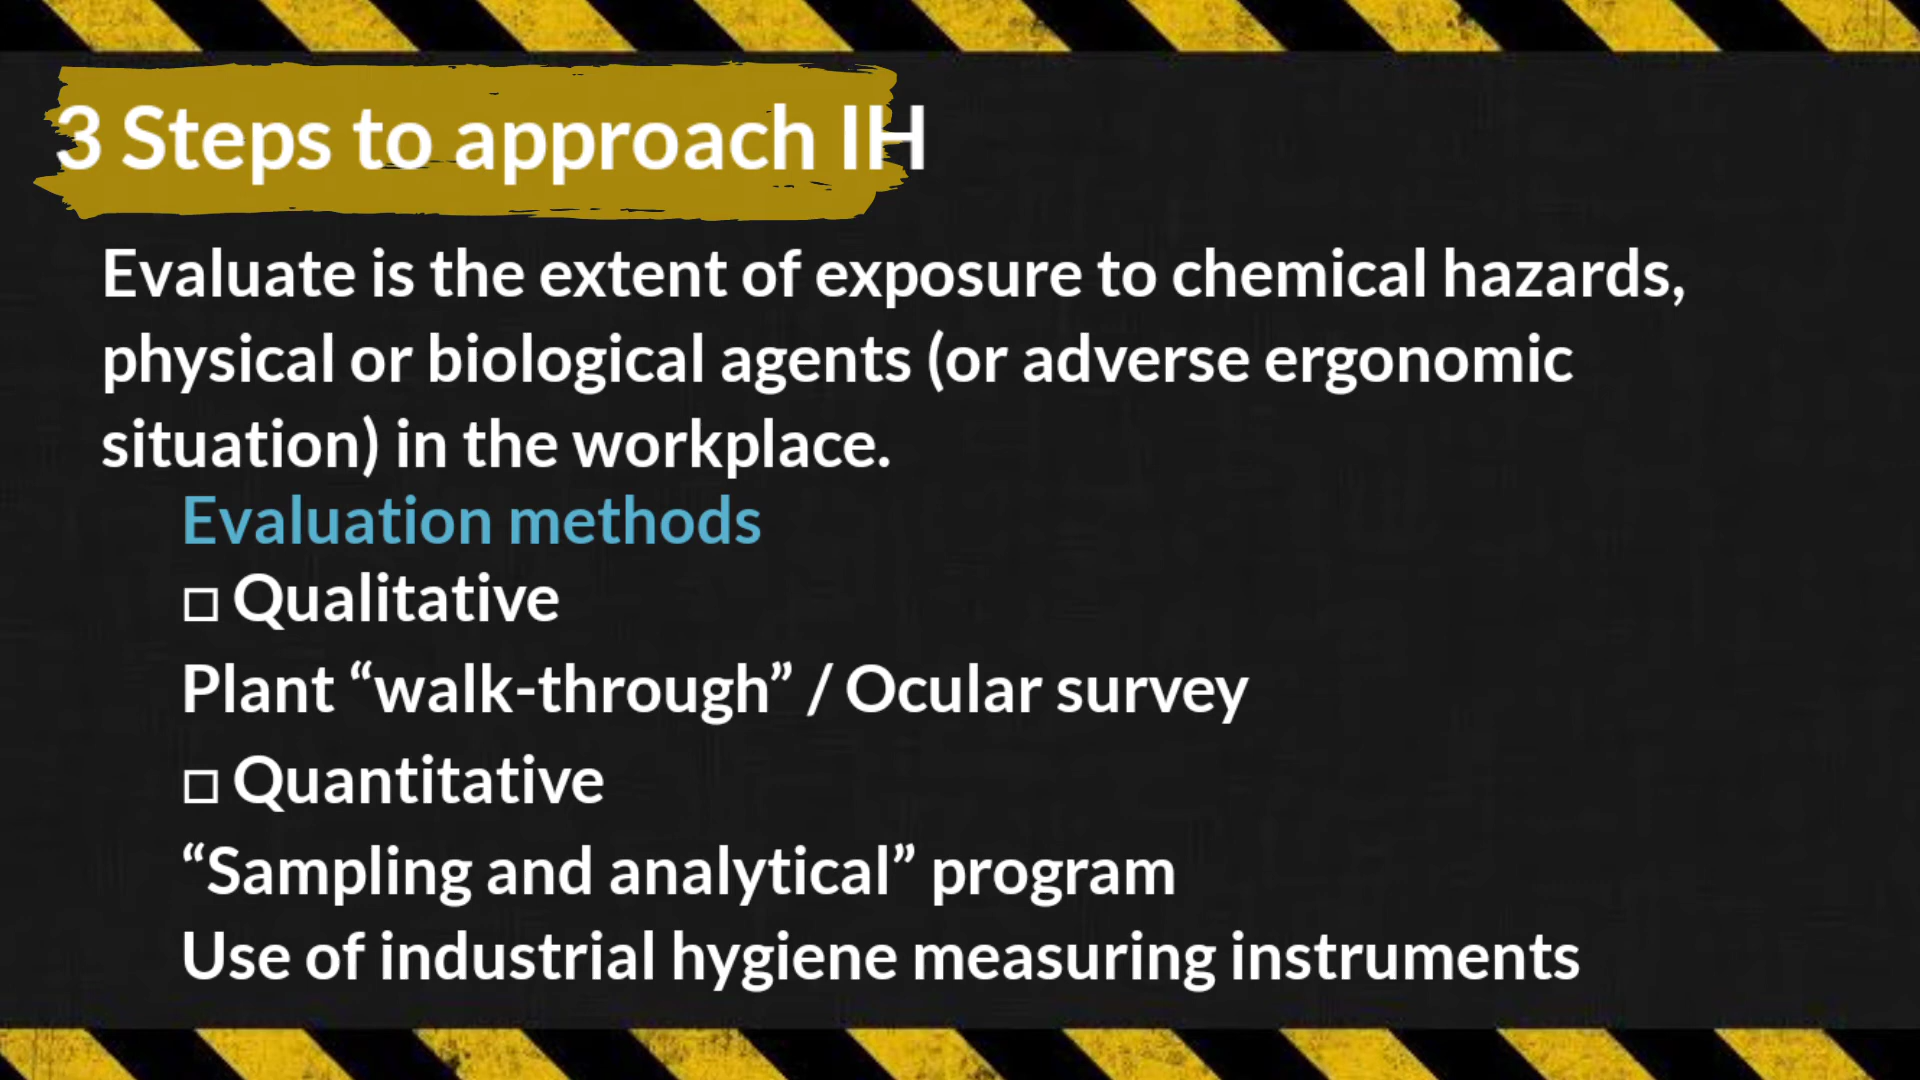 3 Steps to approach IH
Evaluate is the extent of exposure to chemical hazards,
physical or biological agents (or adverse ergonomic
situation) in the workplace.
Evaluation methods
□ Qualitative
Plant “walk-through” / Ocular survey
□ Quantitative
“Sampling and analytical” program
Use of industrial hygiene measuring instruments